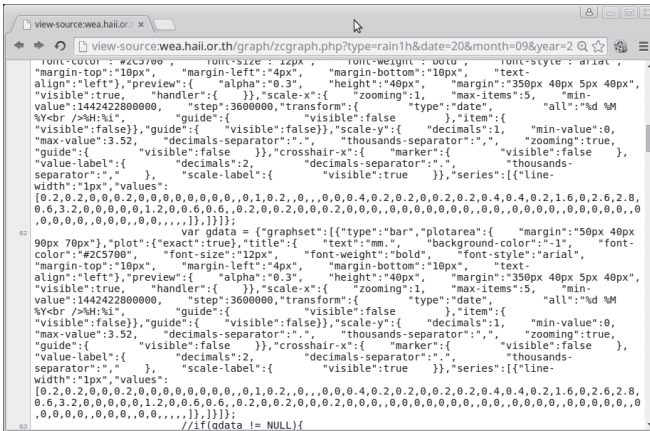 view-source:wea.haii.or.t
view-source:wea.haii.or.th/graph/zcgraph.php?type=rain1h&date=20&month=09&year=2
"font-color":"#2C5700", "font-size":"12px", "font-weight":"bold", "font-style":"arial",
"margin-top":"10px", "margin-left":"4px", "margin-bottom":"10px", "text-
align":"left"},"preview":{ "alpha":"0.3", "height":"40px", "margin":"350px 40px 5px 40px",
"visible":true, "handler":{ }},"scale-x":{ "zooming":1, "max-items":5, "min-
value":1442422800000, "step":3600000,"transform":{ "type":"date", "all":"%d %M
%Y<br />%H:%i", "guide":{ "visible":false },"item":{
"visible":false}},"guide":{ "visible":false}},"scale-y":{ "decimals":1, "min-value":0,
"max-value":3.52, "decimals-separator":".", "thousands-separator":",", "zooming":true,
"guide":{ "visible":false }},"crosshair-x":{ "marker":{ "visible":false },
"value-label":{ "decimals":2, "decimals-separator":".", "thousands-
separator":"," }, "scale-label":{ "visible":true }},"series":[{"line-
width":"1px","values":
[0.2,0.2,0,0,0.2,0,0,0,0,0,0,0,0,,0,1,0.2,,0,,,0,0,0.4,0.2,0.2,0,0.2,0.2,0.4,0.4,0.2,1.6,0,2.6,2.8,
0.6,3.2,0,0,0,0,0,1.2,0,0.6,0.6,,0.2,0,0.2,0,0,0.2,0,0,0,,0,0,0,0,0,,0,0,0,,0,0,0,0,0,0,0,0,0,0,0
,0,0,0,0,,0,0,0,,0,0,,,,,]},]}]};
62 var gdata = {"graphset":[{"type":"bar","plotarea":{ "margin":"50px 40px
90px 70px"},"plot":{"exact":true},"title":{ "text":"mm.", "background-color":"-1", "font-
color":"#2C5700", "font-size":"12px", "font-weight":"bold", "font-style":"arial",
"margin-top":"10px", "margin-left":"4px", "margin-bottom":"10px", "text-
align":"left"},"preview":{ "alpha":"0.3", "height":"40px", "margin":"350px 40px 5px 40px",
"visible":true, "handler":{ }},"scale-x":{ "zooming":1, "max-items":5, "min-
value":1442422800000, "step":3600000,"transform":{ "type":"date", "all":"%d %M
%Y<br />%H:%i", "guide":{ "visible":false },"item":{
"visible":false}},"guide":{ "visible":false}},"scale-y":{ "decimals":1, "min-value":0,
"max-value":3.52, "decimals-separator":".", "thousands-separator":",", "zooming":true,
"guide":{ "visible":false }},"crosshair-x":{ "marker":{ "visible":false },
"value-label":{ "decimals":2, "decimals-separator":".", "thousands-
separator":"," }, "scale-label":{ "visible":true }},"series":[{"line-
width":"1px","values":
[0.2,0.2,0,0,0.2,0,0,0,0,0,0,0,0,,0,1,0.2,,0,,,0,0,0.4,0.2,0.2,0,0.2,0.2,0.4,0.4,0.2,1.6,0,2.6,2.8,
0.6,3.2,0,0,0,0,0,1.2,0,0.6,0.6,,0.2,0,0.2,0,0,0.2,0,0,0,,0,0,0,0,0,,0,0,0,,0,0,0,0,0,0,0,0,0,0,0
,0,0,0,0,,0,0,0,,0,0,,,,,]},]}]};
63 //if(gdata != NULL){